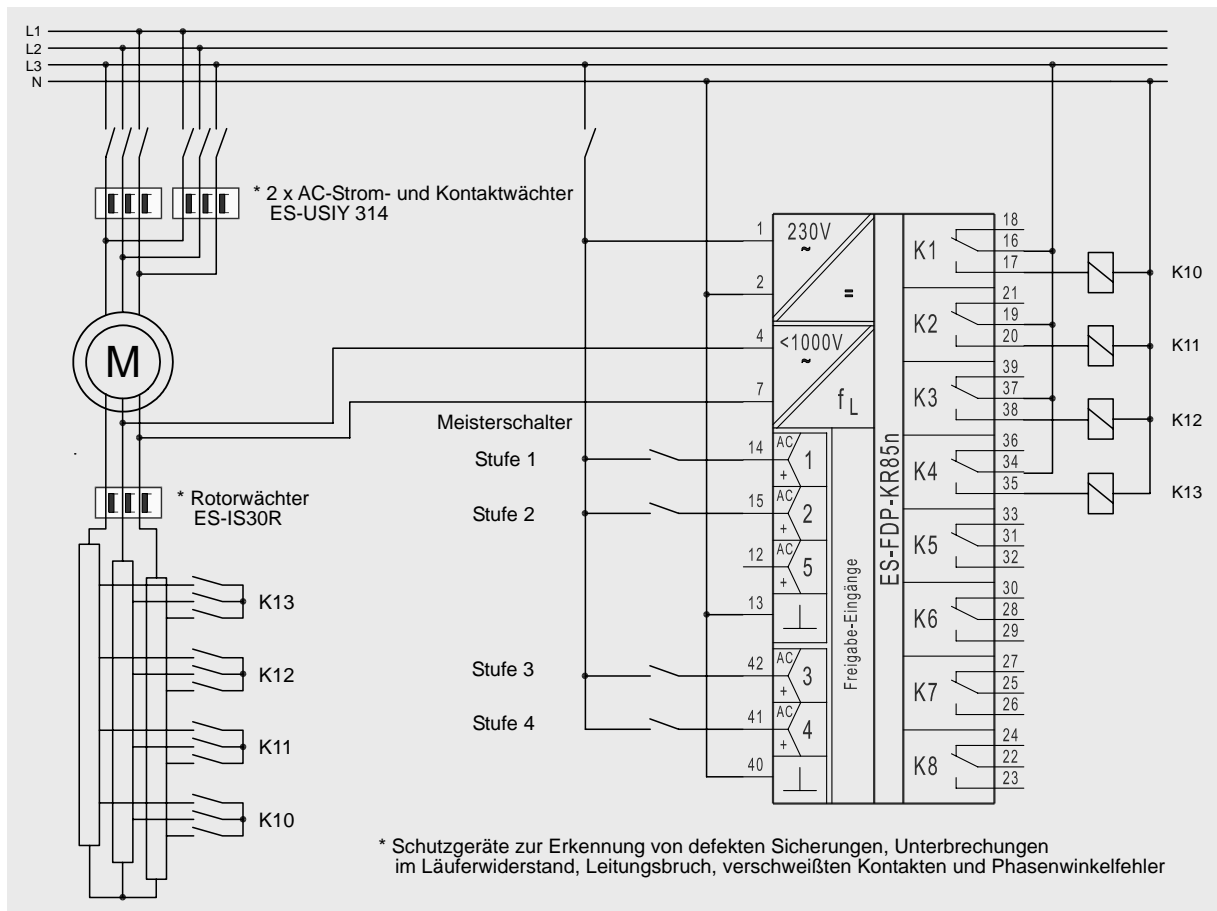 L1
L2
L3
N
* 2 x AC-Strom- und Kontaktwächter
ES-USIY 314
M
* Rotorwächter
ES-IS30R
K13
K12
K11
K10
Meisterschalter
Stufe 1
Stufe 2
Stufe 3
Stufe 4
1
2
4
7
14
15
12
13
42
41
40
230V
~
=
<1000V
~
fL
AC
+
1
AC
+
2
AC
+
5
AC
+
3
AC
+
4
Freigabe-Eingänge
ES-FDP-KR85n
K1
18
16
17
K2
21
19
20
K3
39
37
38
K4
36
34
35
K5
33
31
32
K6
30
28
29
K7
27
25
26
K8
24
22
23
K10
K11
K12
K13
* Schutzgeräte zur Erkennung von defekten Sicherungen, Unterbrechungen
im Läuferwiderstand, Leitungsbruch, verschweißten Kontakten und Phasenwinkelfehler